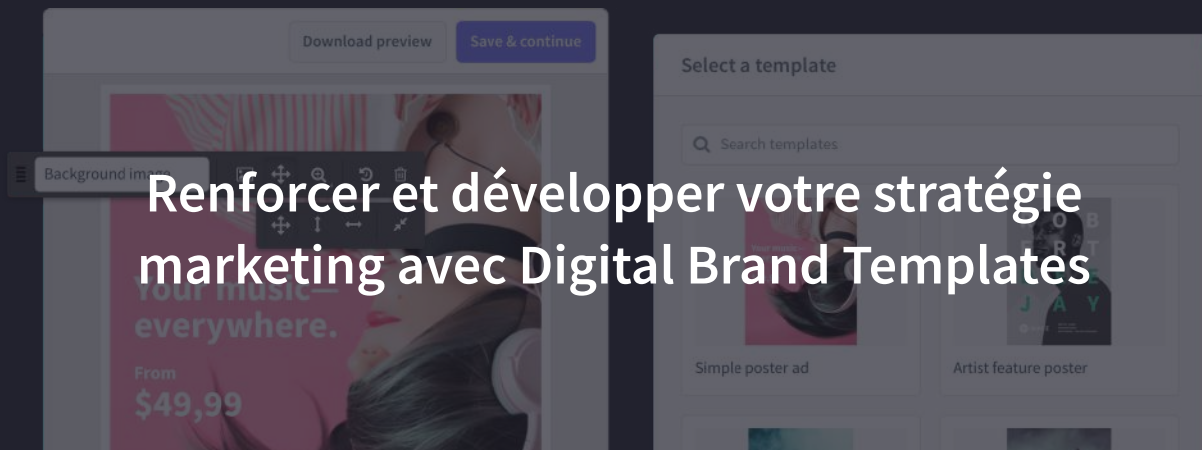 Download preview
Save & continue
Select a template
Search templates
Background image
Renforcer et développer votre stratégie
marketing avec Digital Brand Templates
Your music—
everywhere.
From
$49,99
Simple poster ad
Artist feature poster